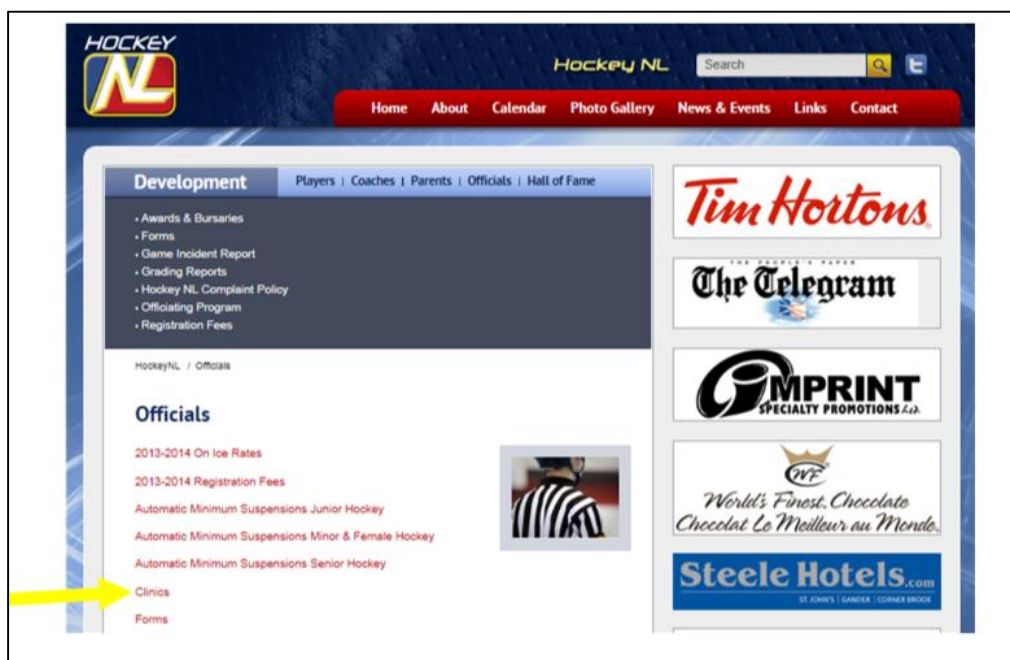 HOCKEY
NL
Hockey NL
Search
Home About Calendar Photo Gallery News & Events Links Contact
Development
Players | Coaches | Parents | Officials | Hall of Fame
• Awards & Bursaries
• Forms
• Game Incident Report
• Grading Reports
• Hockey NL Complaint Policy
• Officiating Program
• Registration Fees
HockeyNL / Officials
Officials
2013-2014 On Ice Rates
2013-2014 Registration Fees
Automatic Minimum Suspensions Junior Hockey
Automatic Minimum Suspensions Minor & Female Hockey
Automatic Minimum Suspensions Senior Hockey
Clinics
Forms
Tim Hortons
THE PEOPLE'S PAPER
The Telegram
IMPRINT
SPECIALTY PROMOTIONS Ltd.
WF
World's Finest Chocolate
Chocolat Le Meilleur au Monde
Steele Hotels.com
ST. JOHN'S | GANDER | CORNER BROOK